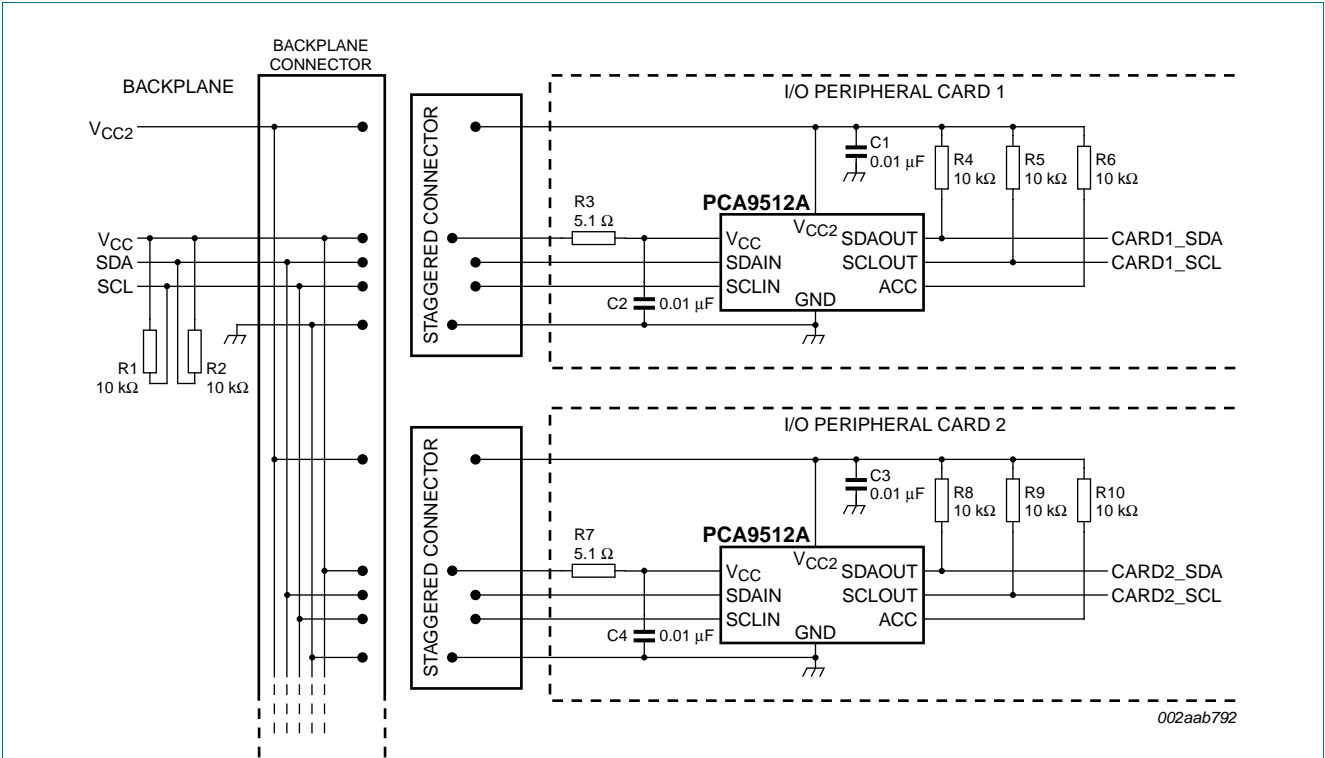 BACKPLANE
CONNECTOR
BACKPLANE
VCC2
VCC
SDA
SCL
R1
10 kΩ
R2
10 kΩ
STAGGERED CONNECTOR
I/O PERIPHERAL CARD 1
R3
5.1 Ω
C2
0.01 μF
PCA9512A
VCC
SDAIN
SCLIN
VCC2
SDAOUT
SCLOUT
ACC
GND
C1
0.01 μF
R4
10 kΩ
R5
10 kΩ
R6
10 kΩ
CARD1_SDA
CARD1_SCL
STAGGERED CONNECTOR
I/O PERIPHERAL CARD 2
R7
5.1 Ω
C4
0.01 μF
PCA9512A
VCC
SDAIN
SCLIN
VCC2
SDAOUT
SCLOUT
ACC
GND
C3
0.01 μF
R8
10 kΩ
R9
10 kΩ
R10
10 kΩ
CARD2_SDA
CARD2_SCL
002aab792